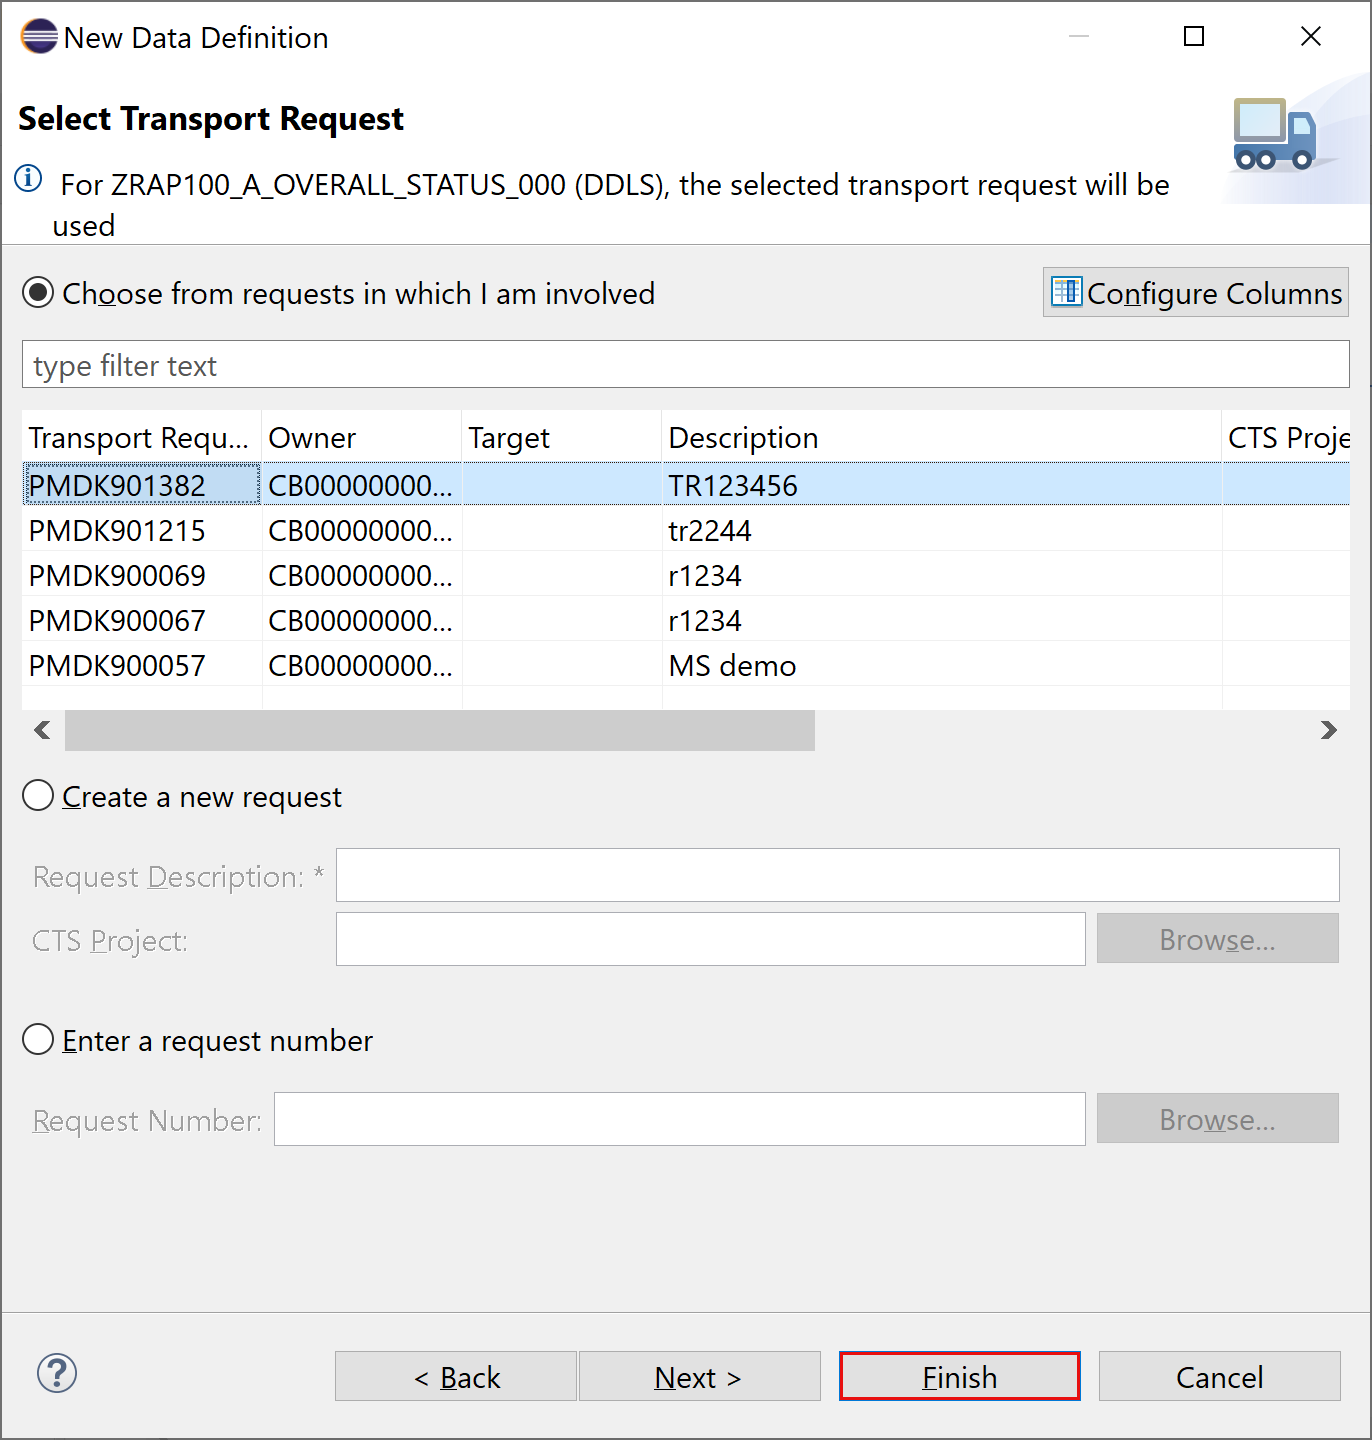 New Data Definition
Select Transport Request
For ZRAP100_A_OVERALL_STATUS_000 (DDLS), the selected transport request will be
used
Choose from requests in which I am involved
Configure Columns
type filter text
Transport Requ... Owner Target Description CTS Proje
PMDK901382 CB00000000... TR123456
PMDK901215 CB00000000... tr2244
PMDK900069 CB00000000... r1234
PMDK900067 CB00000000... r1234
PMDK900057 CB00000000... MS demo
Create a new request
Request Description: *
CTS Project: Browse...
Enter a request number
Request Number: Browse...
? < Back Next > Finish Cancel